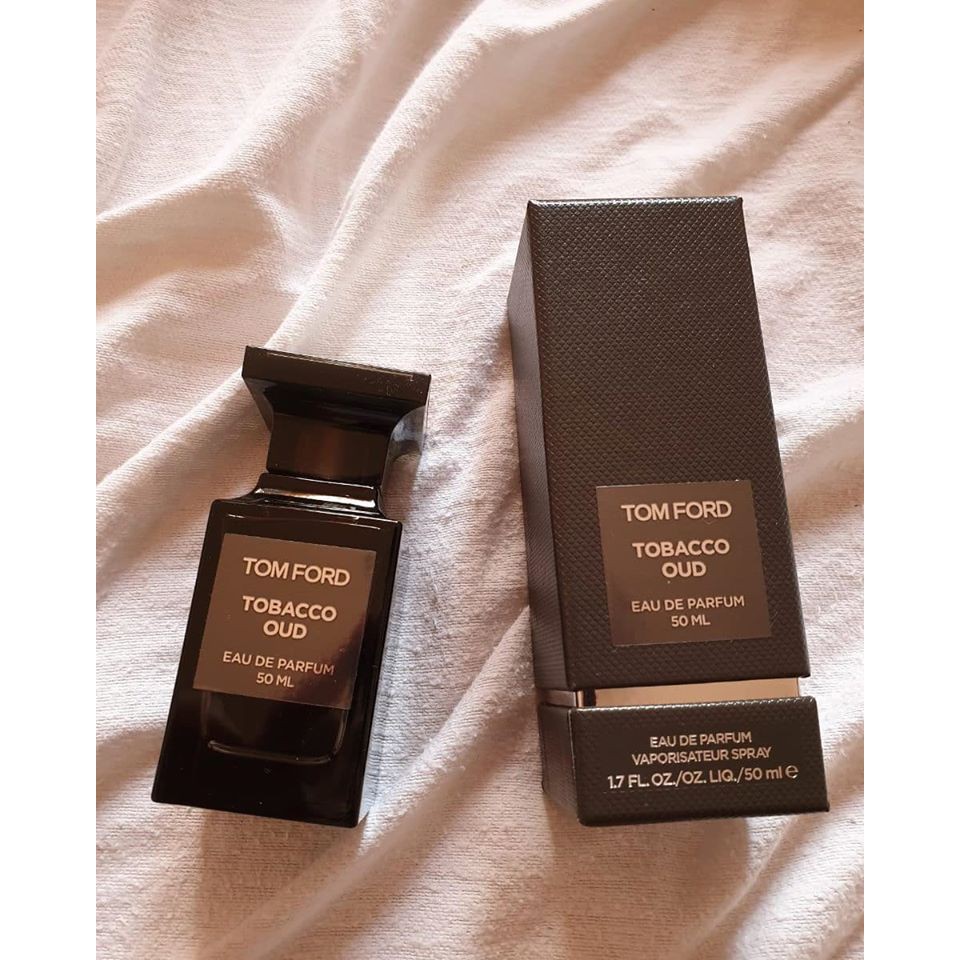 TOM FORD
TOBACCO
OUD
EAU DE PARFUM
50 ML
TOM FORD
TOBACCO
OUD
EAU DE PARFUM
50 ML
EAU DE PARFUM
VAPORISATEUR SPRAY
1.7 FL. OZ./OZ. LIQ./50 ml ℮